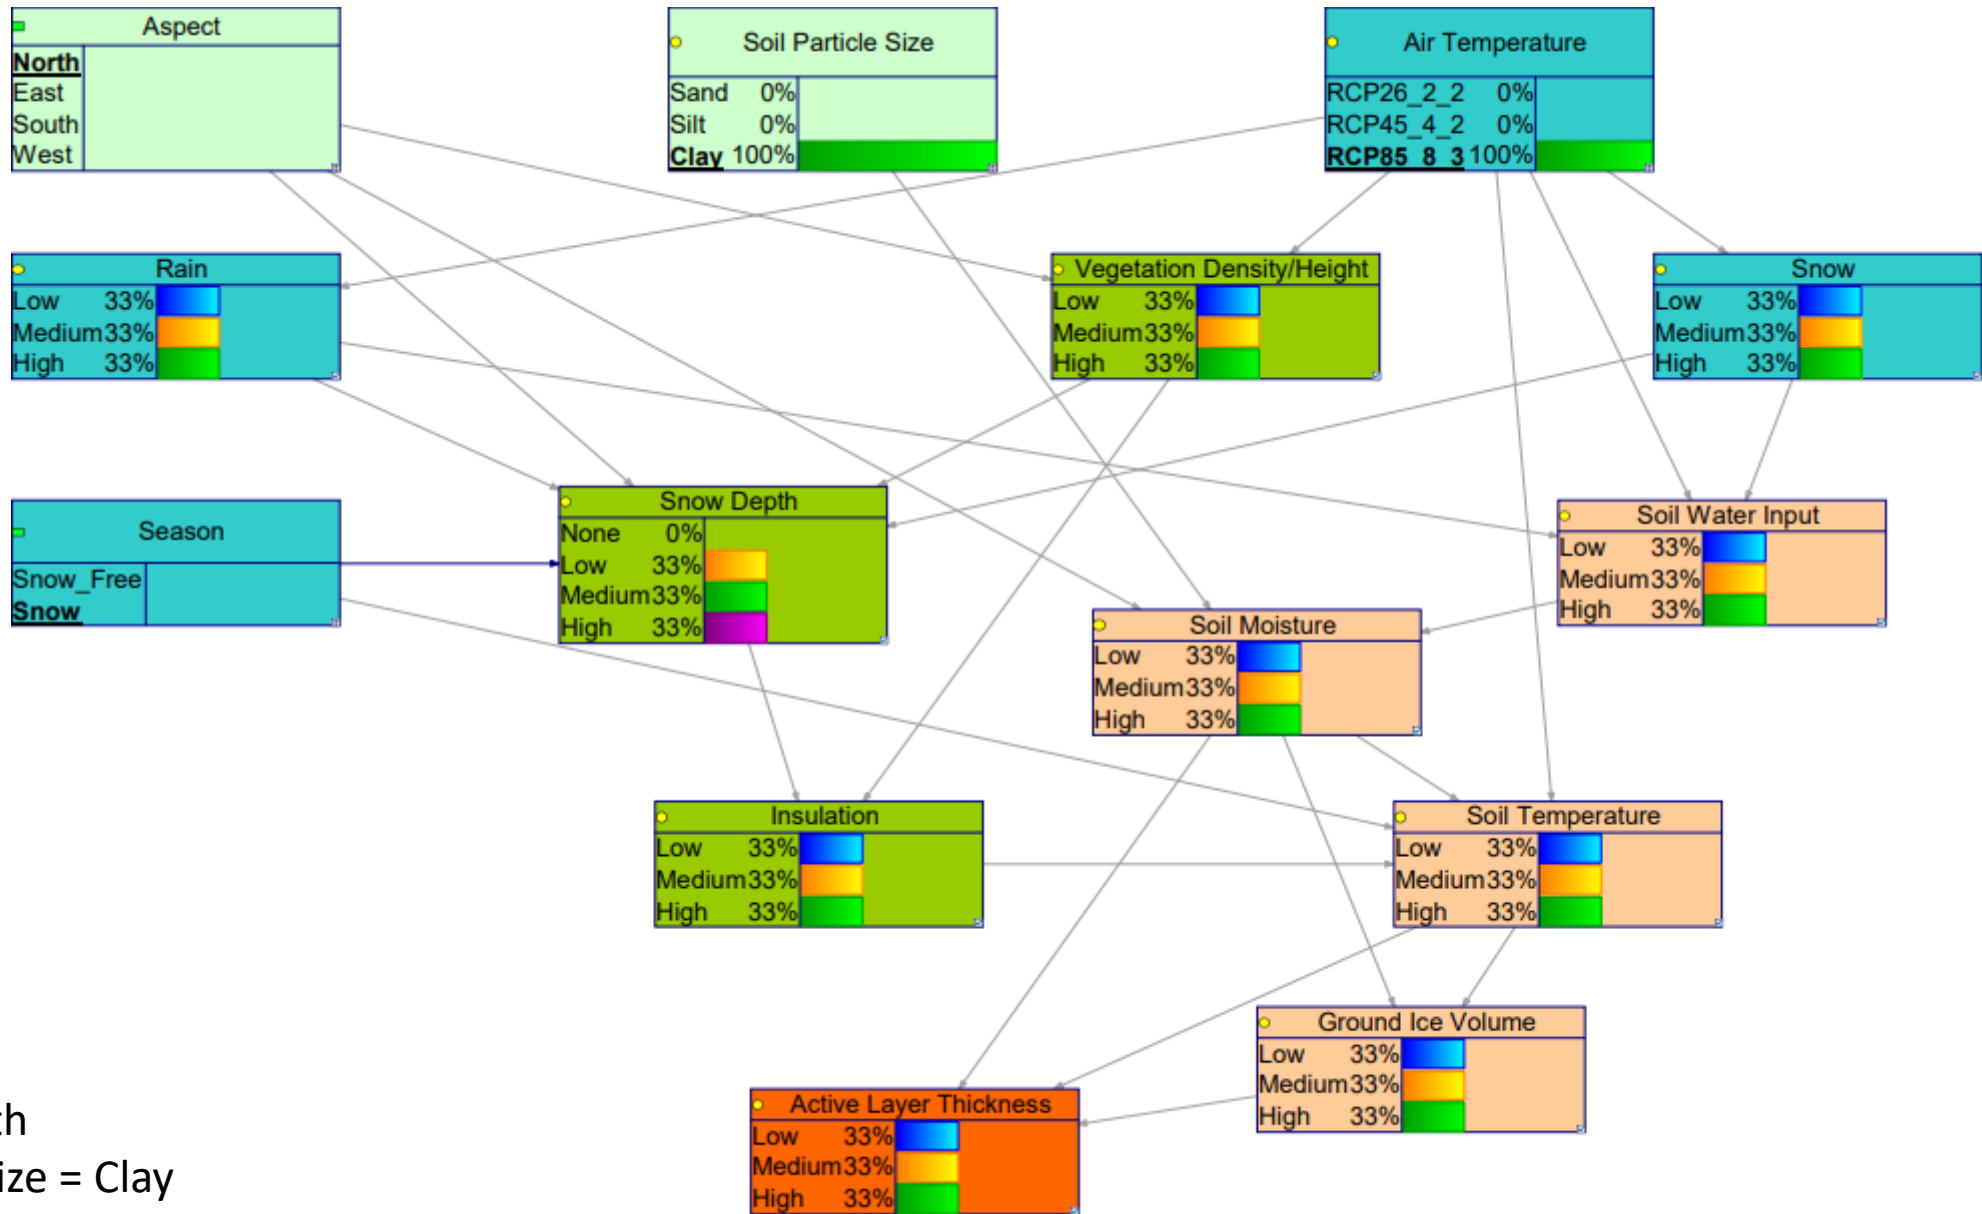 Aspect
North
East
South
West
Soil Particle Size
Sand 0%
Silt 0%
Clay 100%
Air Temperature
RCP26_2_2 0%
RCP45_4_2 0%
RCP85_8_3 100%
Rain
Low 33%
Medium 33%
High 33%
Vegetation Density/Height
Low 33%
Medium 33%
High 33%
Snow
Low 33%
Medium 33%
High 33%
Season
Snow_Free
Snow
Snow Depth
None 0%
Low 33%
Medium 33%
High 33%
Soil Water Input
Low 33%
Medium 33%
High 33%
Soil Moisture
Low 33%
Medium 33%
High 33%
Insulation
Low 33%
Medium 33%
High 33%
Soil Temperature
Low 33%
Medium 33%
High 33%
Ground Ice Volume
Low 33%
Medium 33%
High 33%
Active Layer Thickness
Low 33%
Medium 33%
High 33%
th
ize = Clay